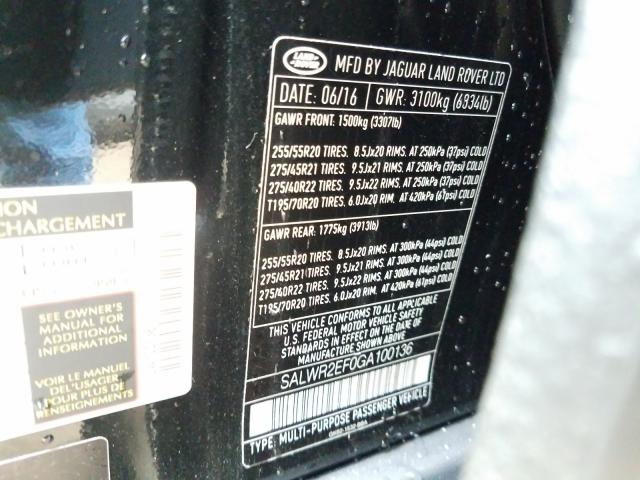 LAND ROVER
MFD BY JAGUAR LAND ROVER LTD
DATE: 06/16 GWR: 3100kg (6834lb)
GAWR FRONT: 1500kg (3307lb)
255/55R20 TIRES. 8.5Jx20 RIMS. AT 250kPa (37psi) COLD
275/45R21 TIRES. 9.5Jx21 RIMS. AT 250kPa (37psi) COLD
275/40R22 TIRES. 9.5Jx22 RIMS. AT 250kPa (37psi) COLD
T195/70R20 TIRES. 6.0Jx20 RIM. AT 420kPa (61psi) COLD
GAWR REAR: 1775kg (3913lb)
255/55R20 TIRES. 8.5Jx20 RIMS. AT 300kPa (44psi) COLD
275/45R21 TIRES. 9.5Jx21 RIMS. AT 300kPa (44psi) COLD
275/40R22 TIRES. 9.5Jx22 RIMS. AT 300kPa (44psi) COLD
T195/70R20 TIRES. 6.0Jx20 RIM. AT 420kPa (61psi) COLD
THIS VEHICLE CONFORMS TO ALL APPLICABLE
U.S. FEDERAL MOTOR VEHICLE SAFETY
STANDARDS IN EFFECT ON THE DATE OF
MANUFACTURE SHOWN ABOVE
SALWR2EF0GA100136
TYPE: MULTI-PURPOSE PASSENGER VEHICLE
ION
CHARGEMENT
SEE OWNER'S
MANUAL FOR
ADDITIONAL
INFORMATION
VOIR LE MANUEL
DE L'USAGER
POUR PLUS DE
RENSEIGNEMENTS